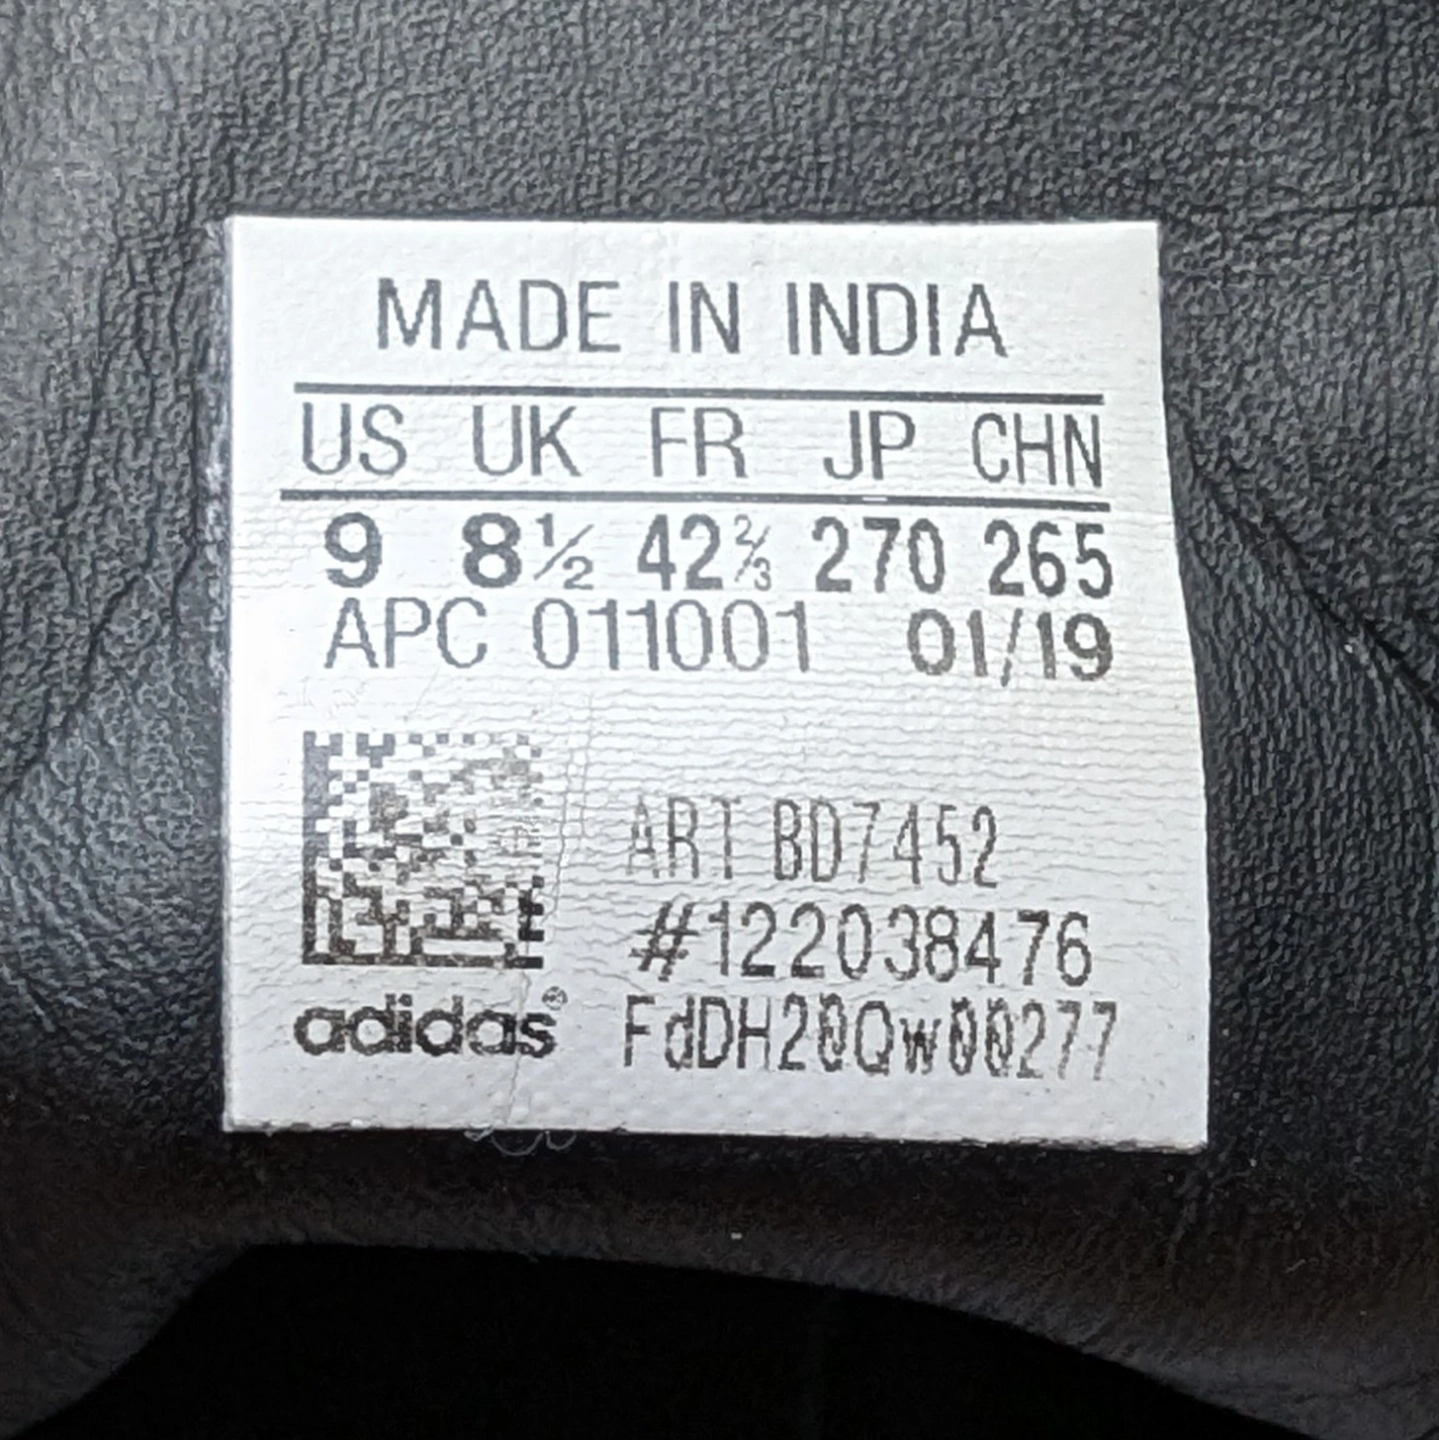 MADE IN INDIA
US UK FR JP CHN
9 8½ 42⅔ 270 265
APC 011001 01/19
ART BD7452
#122038476
adidas® FdDH20Qw00277